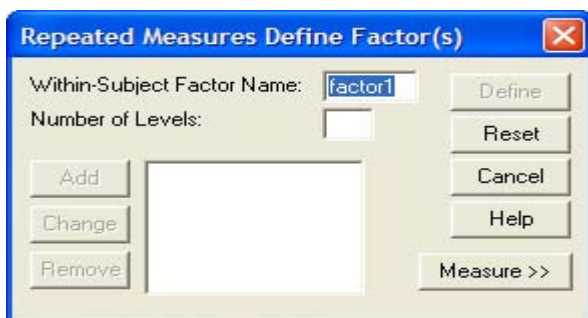 Repeated Measures Define Factor(s)
Within-Subject Factor Name: factor1
Define
Number of Levels:
Reset
Add
Cancel
Change
Help
Remove
Measure >>